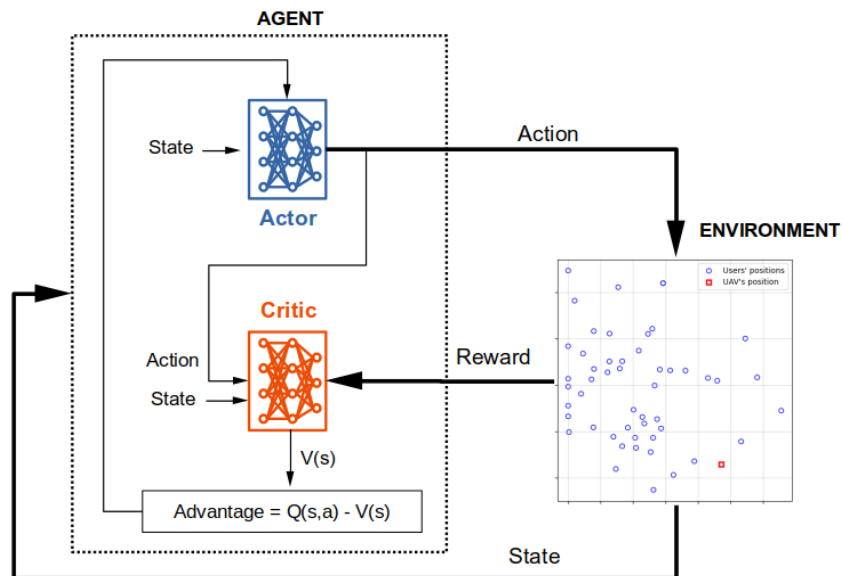 AGENT
State
Action
Actor
ENVIRONMENT
Users' positions
UAV's position
Critic
Reward
Action
State
V(s)
Advantage = Q(s,a) - V(s)
State